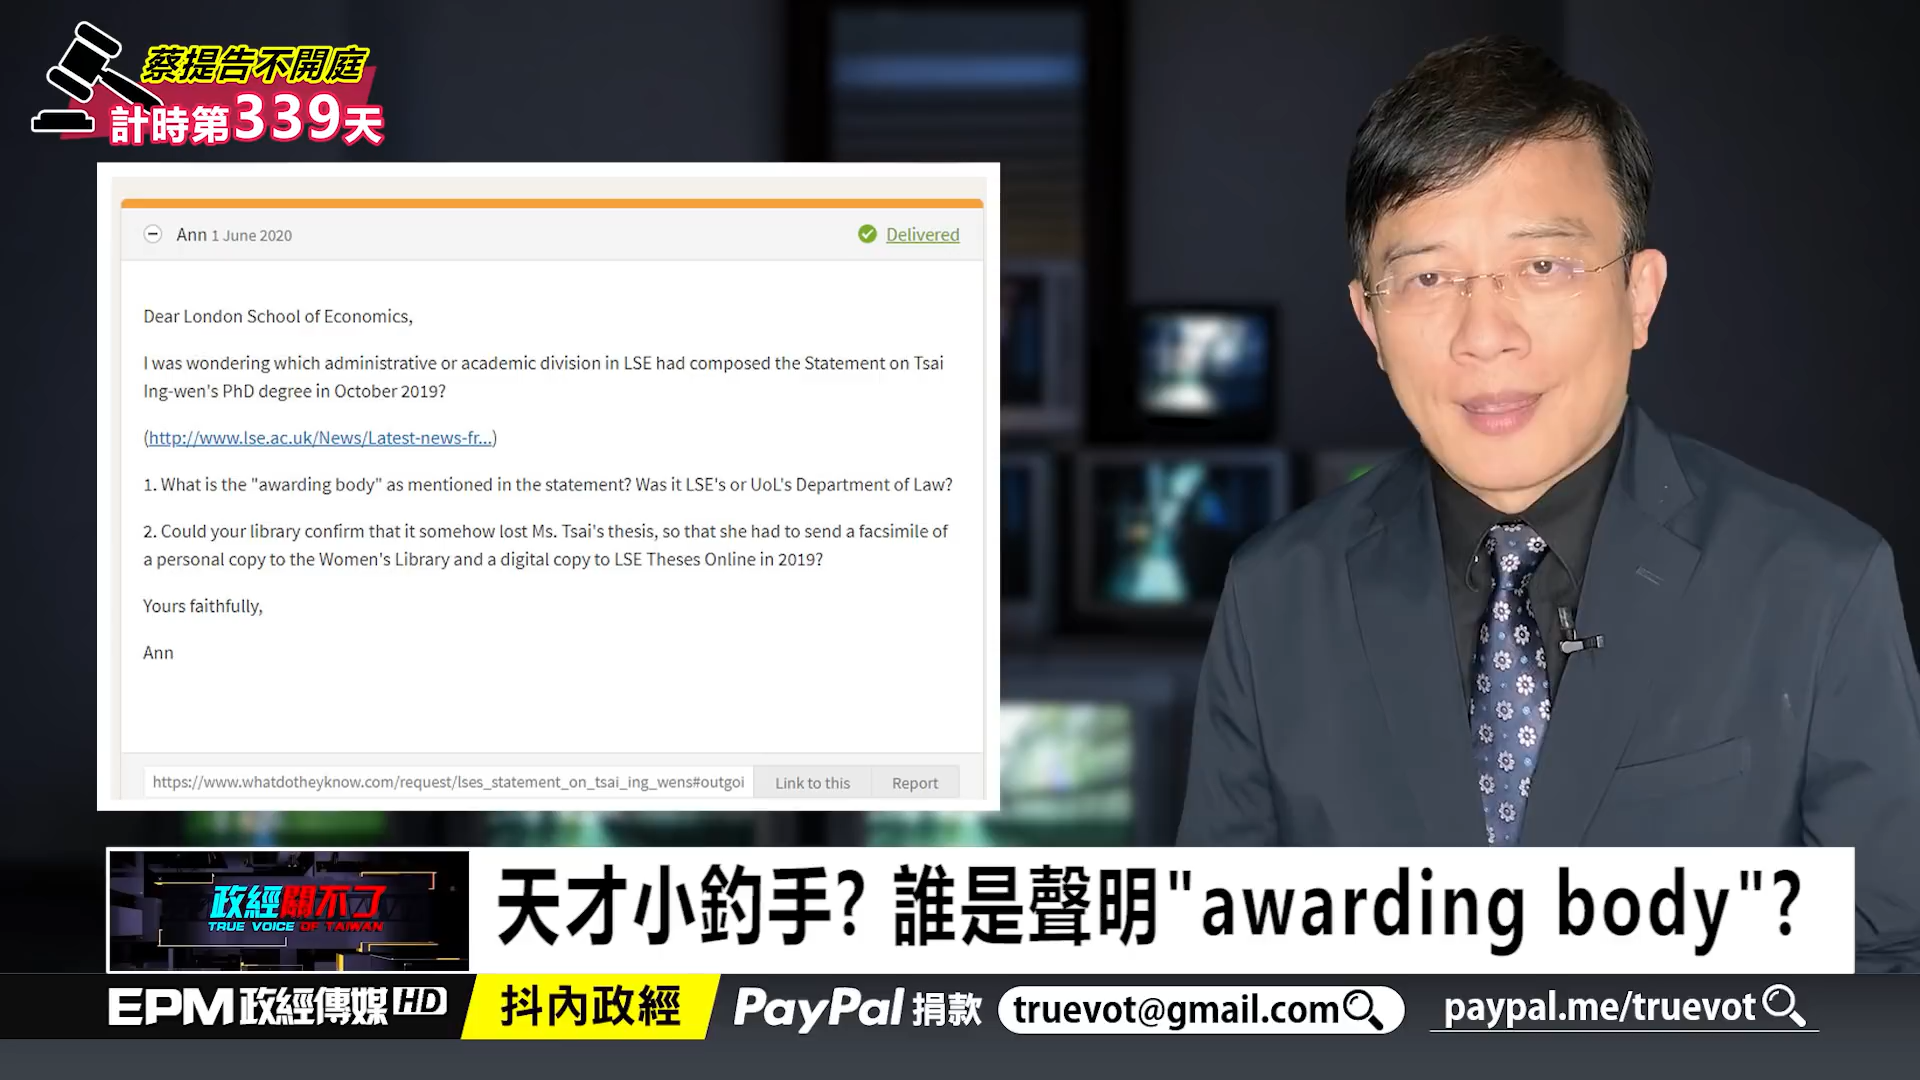 蔡提告不開庭
計時第339天
Ann 1 June 2020
Delivered
Dear London School of Economics,
I was wondering which administrative or academic division in LSE had composed the Statement on Tsai
Ing-wen's PhD degree in October 2019?
(http://www.lse.ac.uk/News/Latest-news-fr...)
1. What is the "awarding body" as mentioned in the statement? Was it LSE's or UoL's Department of Law?
2. Could your library confirm that it somehow lost Ms. Tsai's thesis, so that she had to send a facsimile of
a personal copy to the Women's Library and a digital copy to LSE Theses Online in 2019?
Yours faithfully,
Ann
https://www.whatdotheyknow.com/request/lses_statement_on_tsai_ing_wens#outgoi
Link to this
Report
政經關不了
TRUE VOICE OF TAIWAN
天才小釣手? 誰是聲明"awarding body"?
EPM政經傳媒HD
抖內政經
PayPal 捐款
truevot@gmail.com
paypal.me/truevot